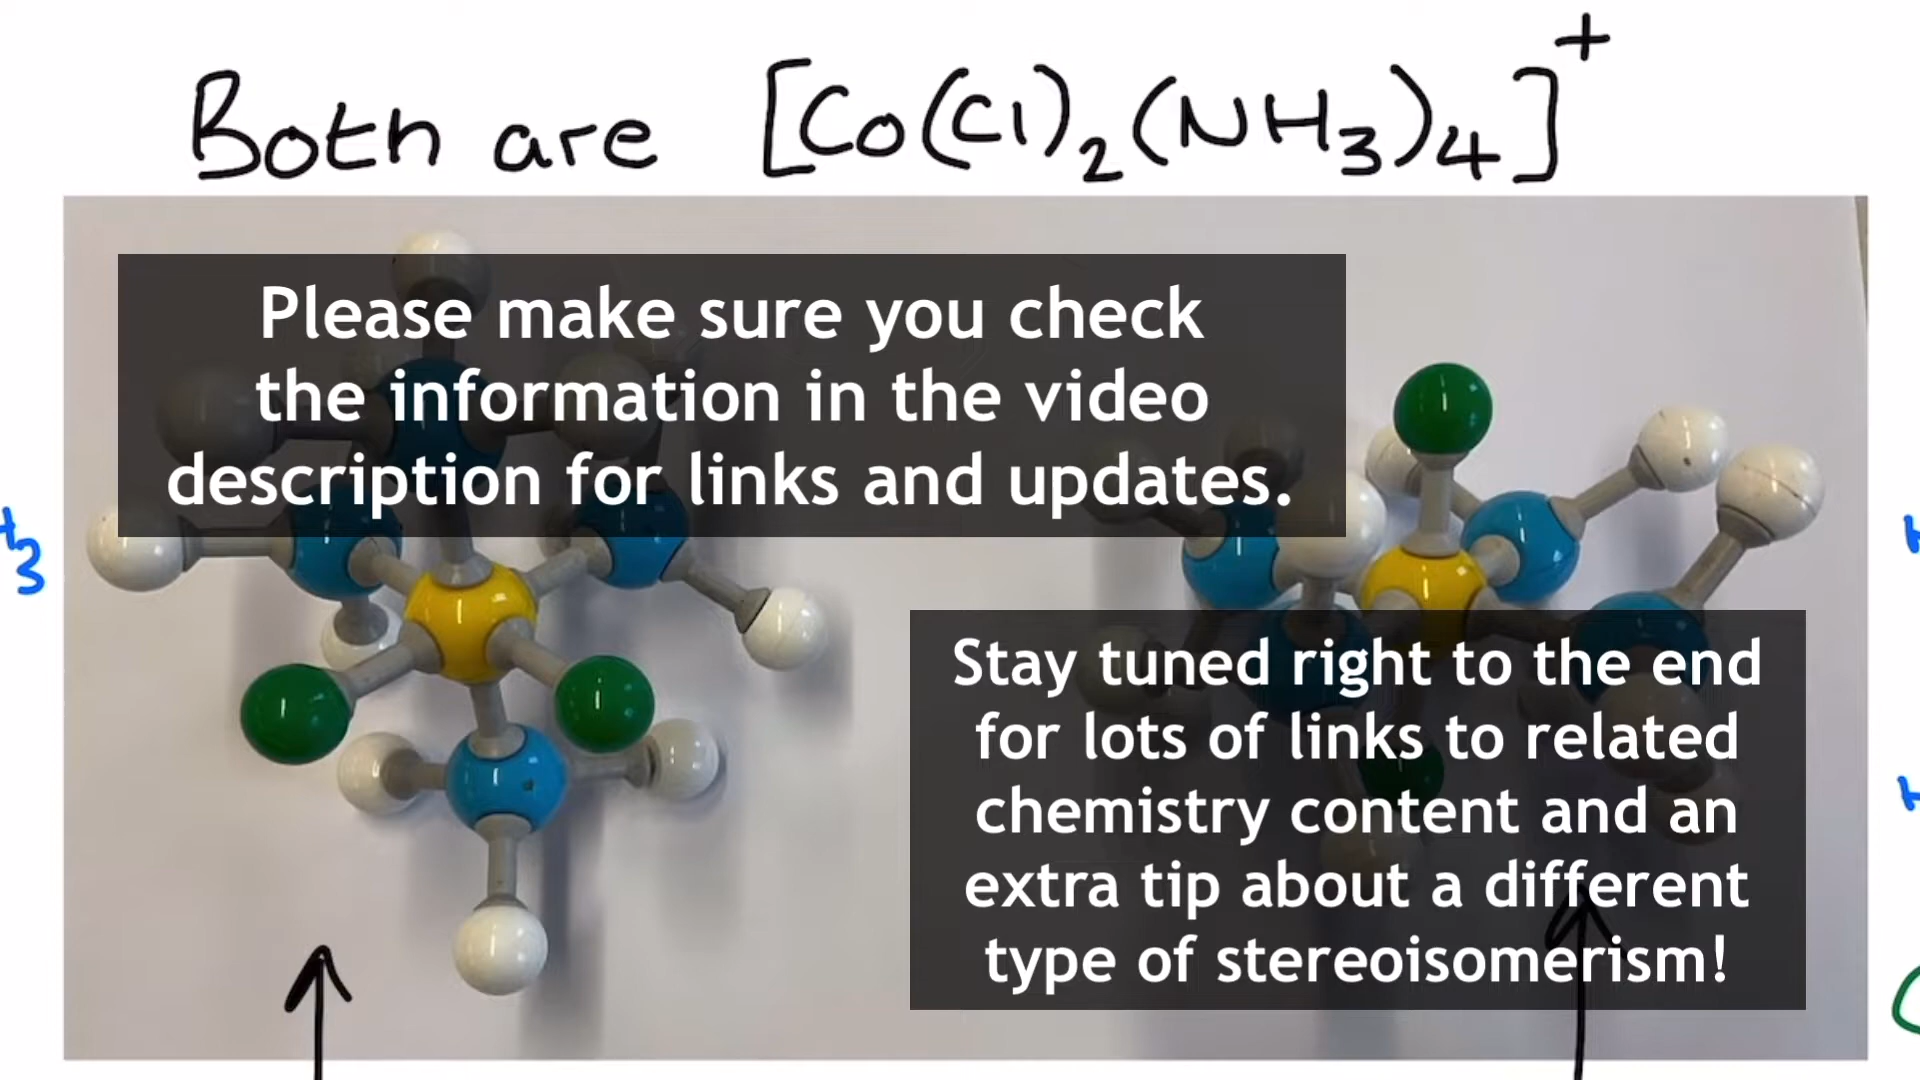 Both are [Co(Cl)₂(NH₃)₄]⁺
Please make sure you check
the information in the video
description for links and updates.
3
Stay tuned right to the end
for lots of links to related
chemistry content and an
extra tip about a different
type of stereoisomerism!